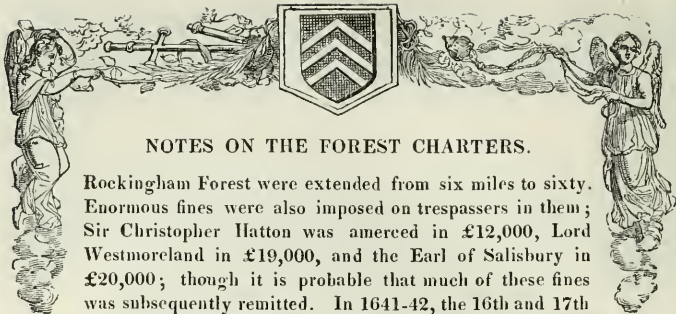 NOTES ON THE FOREST CHARTERS.
Rockingham Forest were extended from six miles to sixty.
Enormous fines were also imposed on trespassers in them;
Sir Christopher Hatton was amerced in £12,000, Lord
Westmoreland in £19,000, and the Earl of Salisbury in
£20,000; though it is probable that much of these fines
was subsequently remitted. In 1641-42, the 16th and 17th